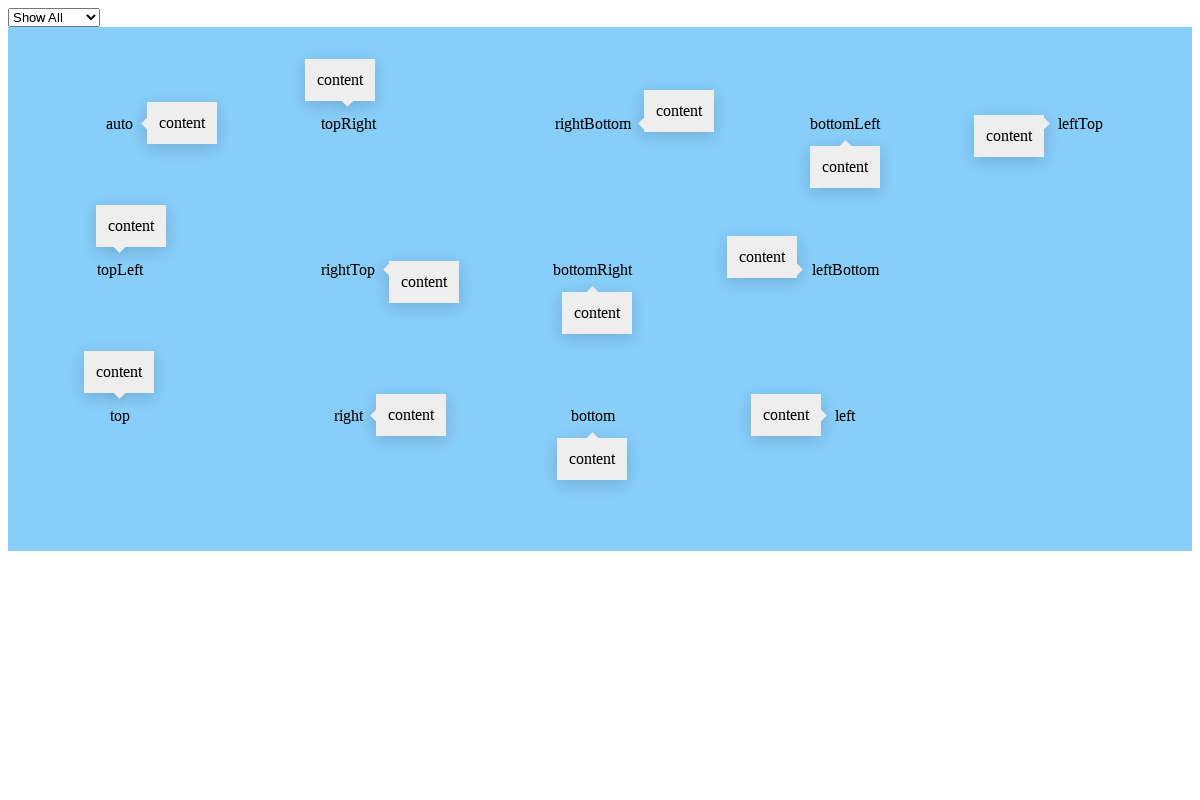 Show All
content
auto
content
topRight
rightBottom
content
bottomLeft
content
content
leftTop
content
topLeft
rightTop
content
bottomRight
content
content
leftBottom
content
top
right
content
bottom
content
content
left